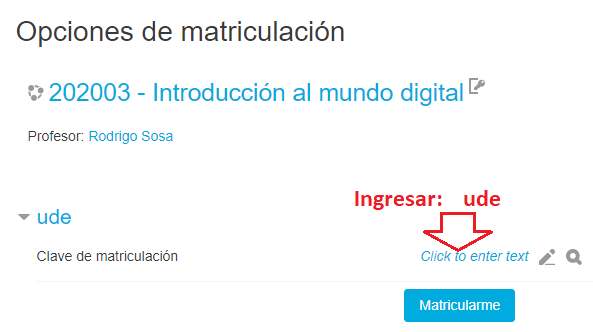 Opciones de matriculación
202003 - Introducción al mundo digital
Profesor: Rodrigo Sosa
Ingresar: ude
ude
Clave de matriculación Click to enter text
Matricularme